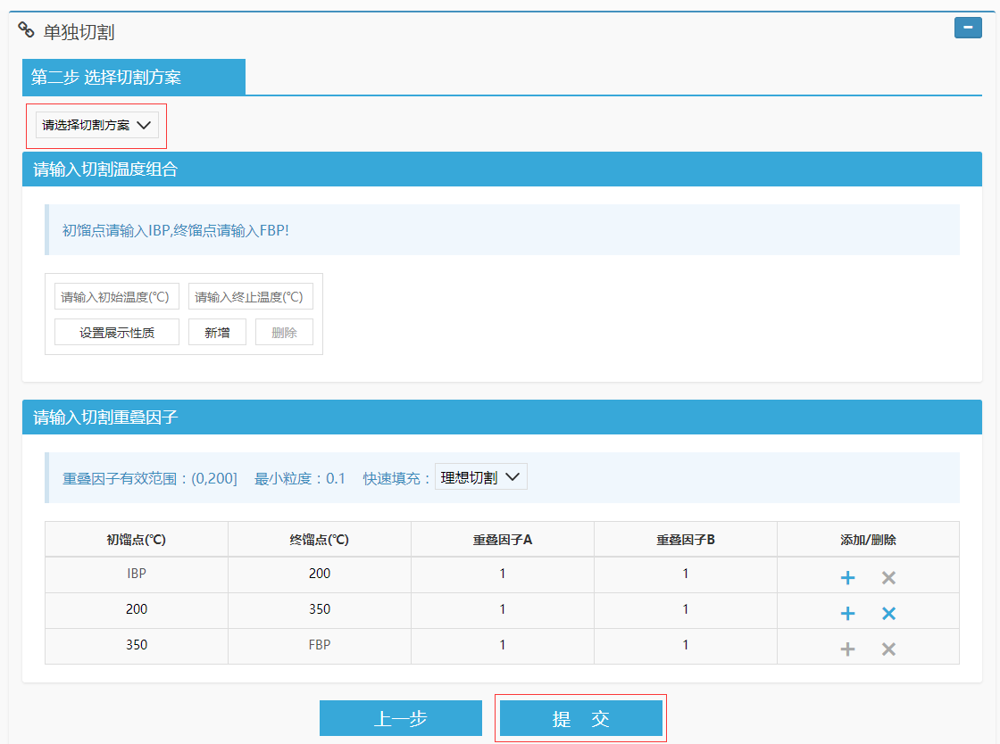 单独切割
第二步 选择切割方案
请选择切割方案
请输入切割温度组合
初馏点请输入IBP,终馏点请输入FBP!
请输入初始温度(℃) 请输入终止温度(℃)
设置展示性质 新增 删除
请输入切割重叠因子
重叠因子有效范围：(0,200] 最小粒度：0.1 快速填充： 理想切割
初馏点(℃) 终馏点(℃) 重叠因子A 重叠因子B 添加/删除
IBP 200 1 1
200 350 1 1
350 FBP 1 1
上一步 提 交